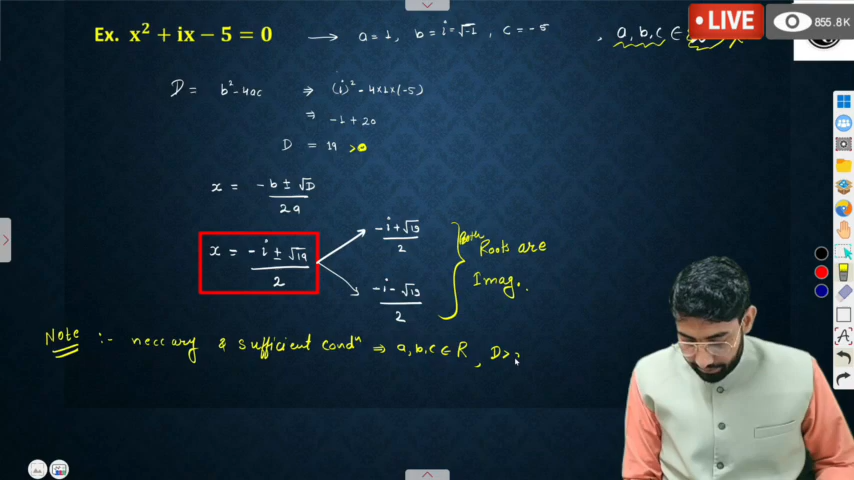 LIVE 855.8K
Ex. x² + ix − 5 = 0 ⟶ a = 1, b = i = √-1, c = -5 , a, b, c ∈
D = b² - 4ac ⇒ (i)² - 4×1×(-5)
⇒ -1 + 20
D = 19 >0
x = -b ± √D / 2a
x = -i ± √19 / 2
-i + √19 / 2
-i - √19 / 2
Both Roots are
Imag..
Note :- neccary & sufficient condⁿ ⇒ a, b, c ∈ R , D>